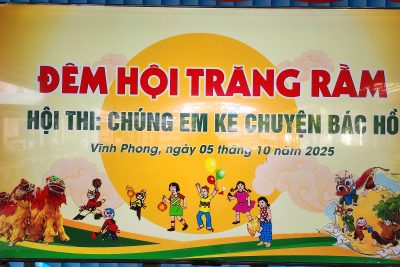 ĐÊM HỘI TRĂNG RẰM
HỘI THI: CHÚNG EM KE CHUYỆN BÁC HỒ
Vĩnh Phong, ngày 05 tháng 10 năm 2025